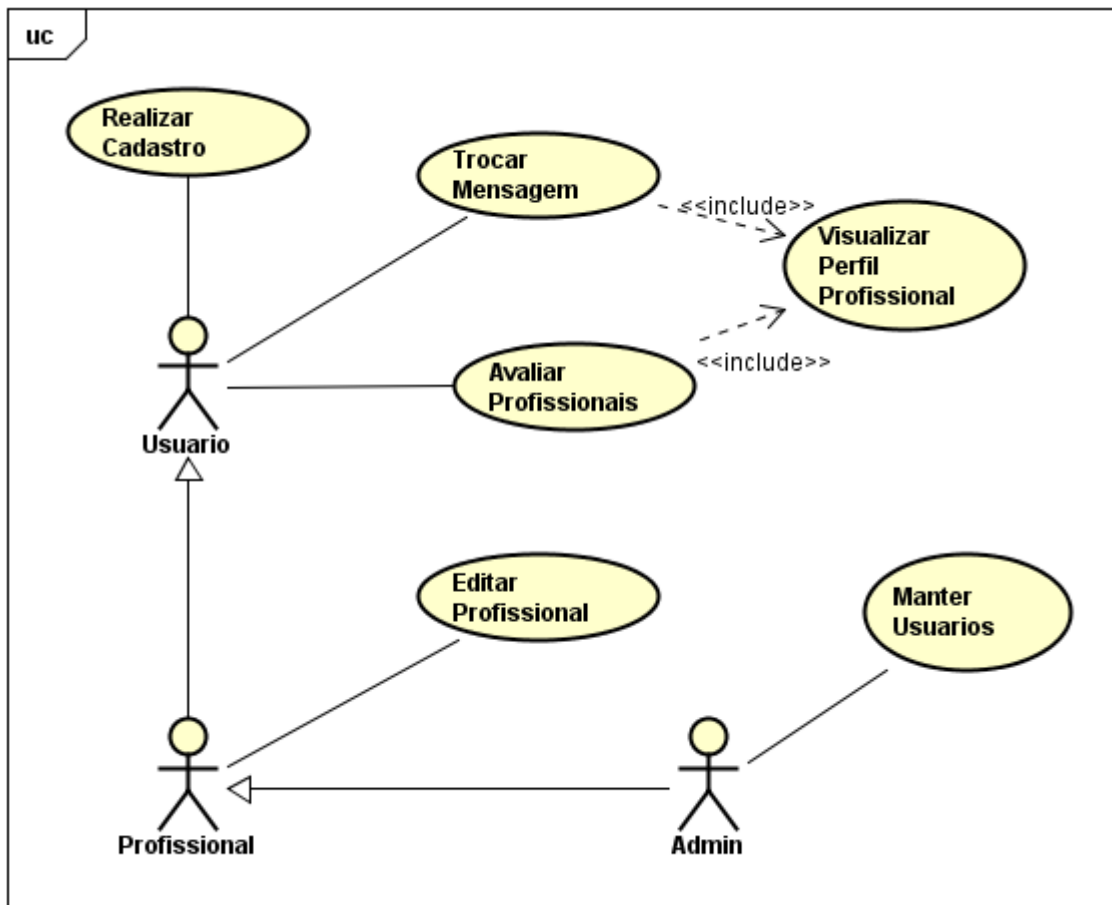 uc
Realizar
Cadastro
Trocar
Mensagem
<<include>>
Visualizar
Perfil
Profissional
Avaliar
Profissionais
<<include>>
Usuario
Editar
Profissional
Manter
Usuarios
Profissional
Admin